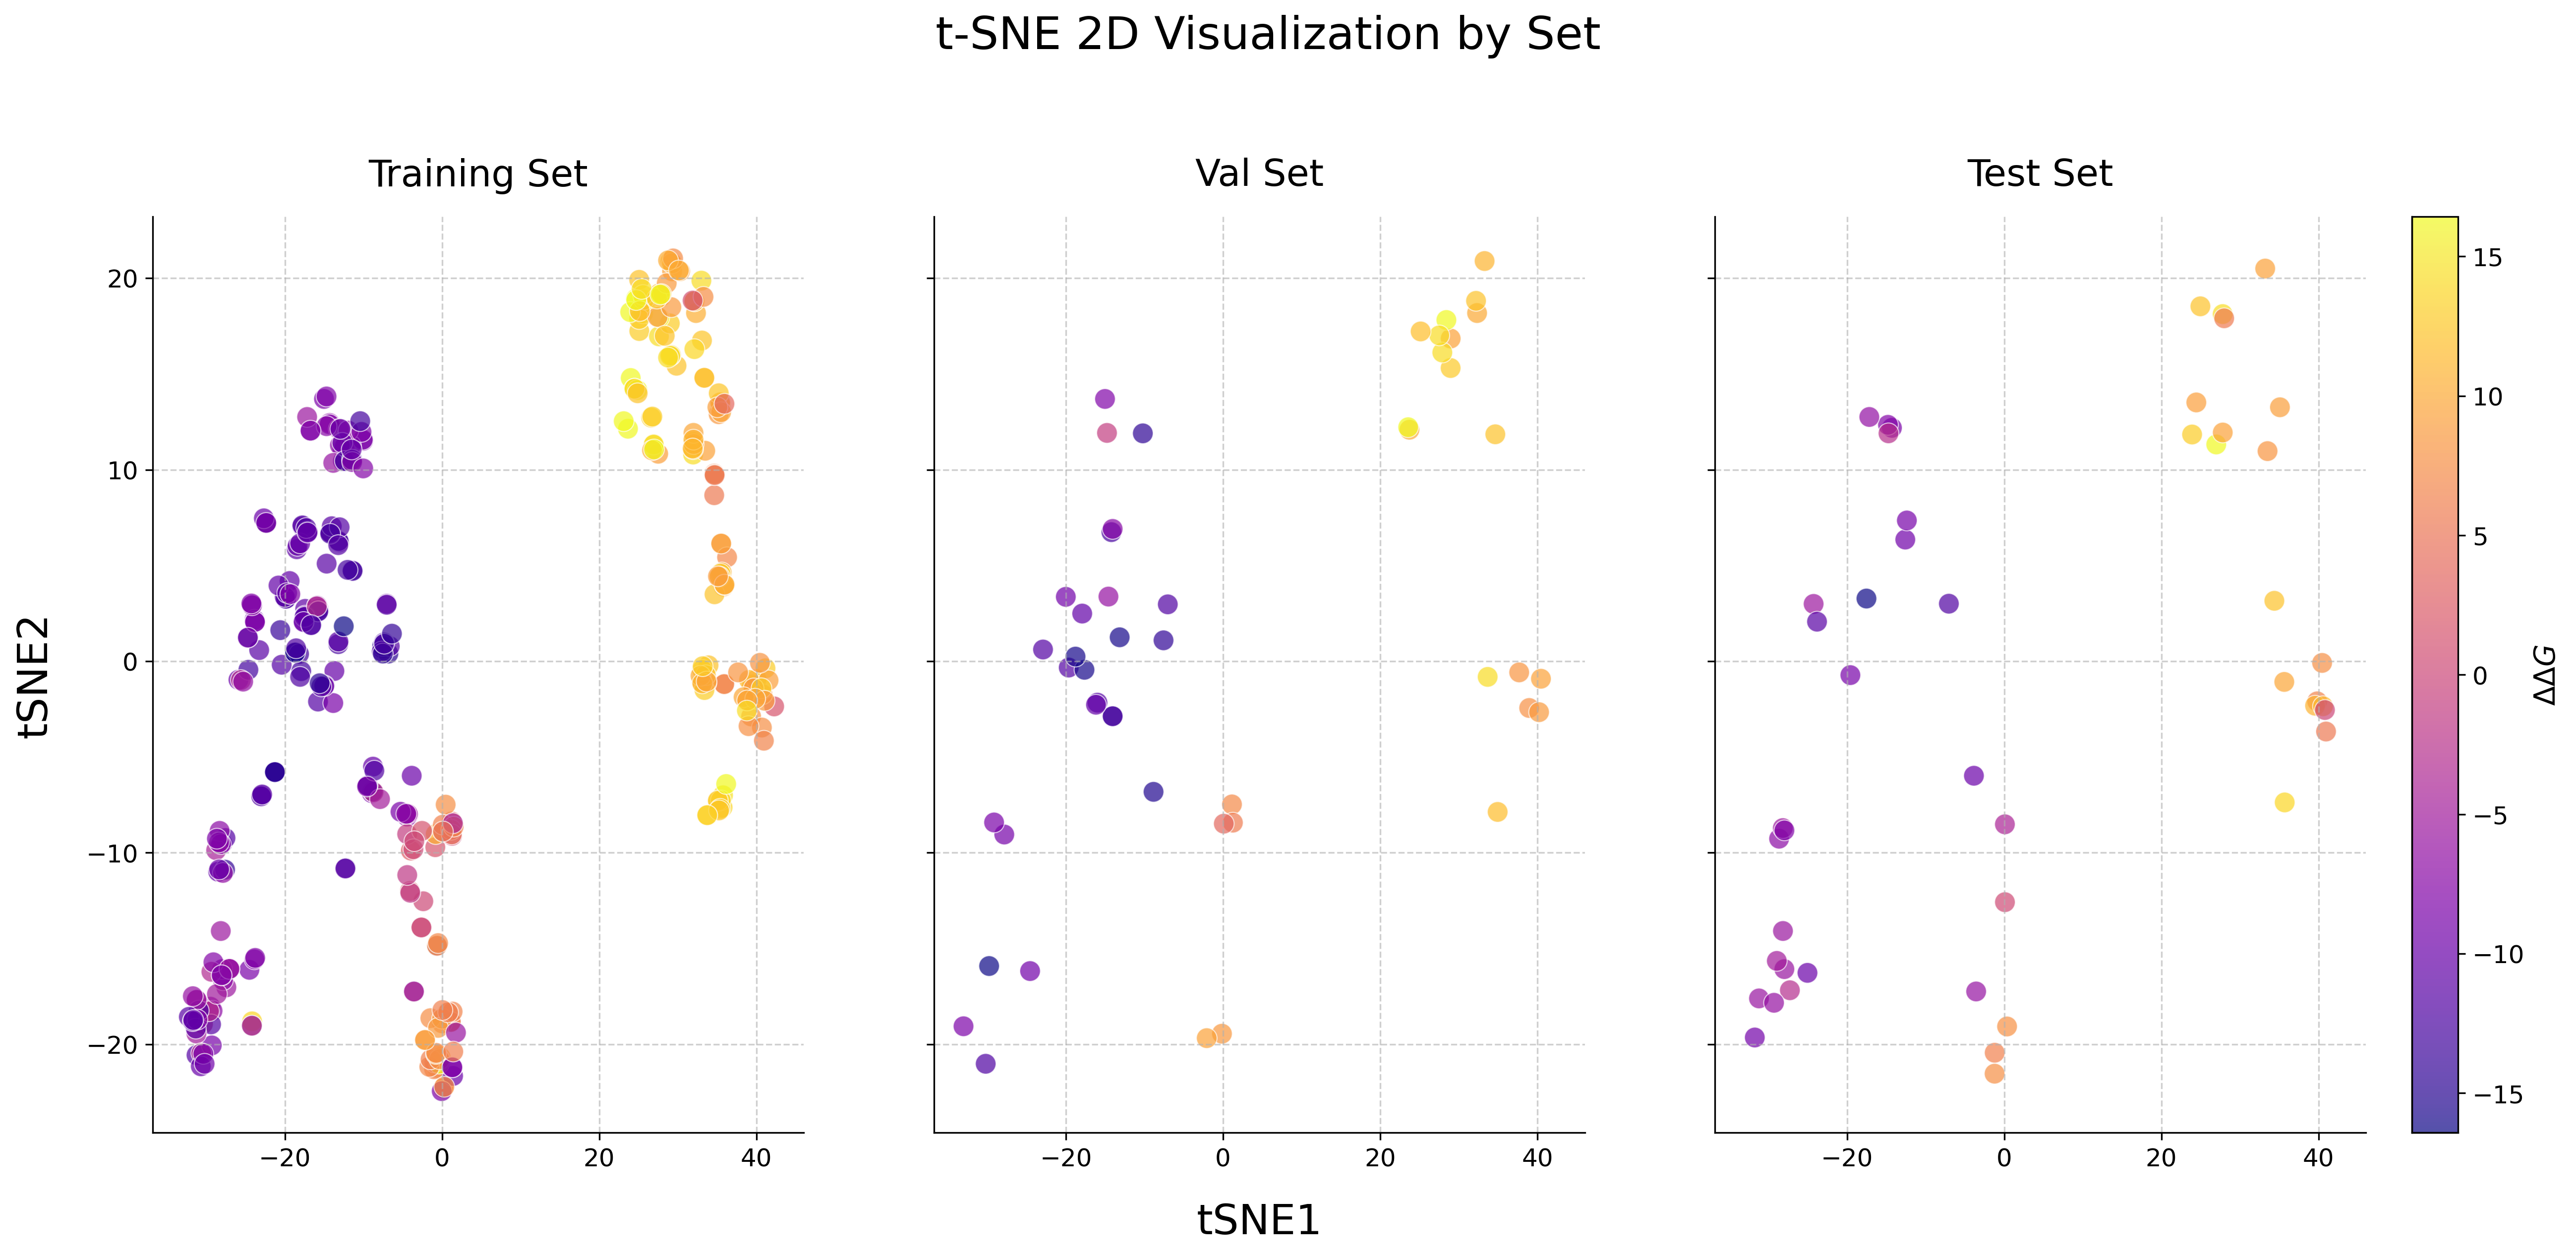 t-SNE 2D Visualization by Set
Training Set
Val Set
Test Set
20
10
0
−10
−20
tSNE2
−20 0 20 40
−20 0 20 40
−20 0 20 40
tSNE1
15
10
5
0
−5
−10
−15
ΔΔG